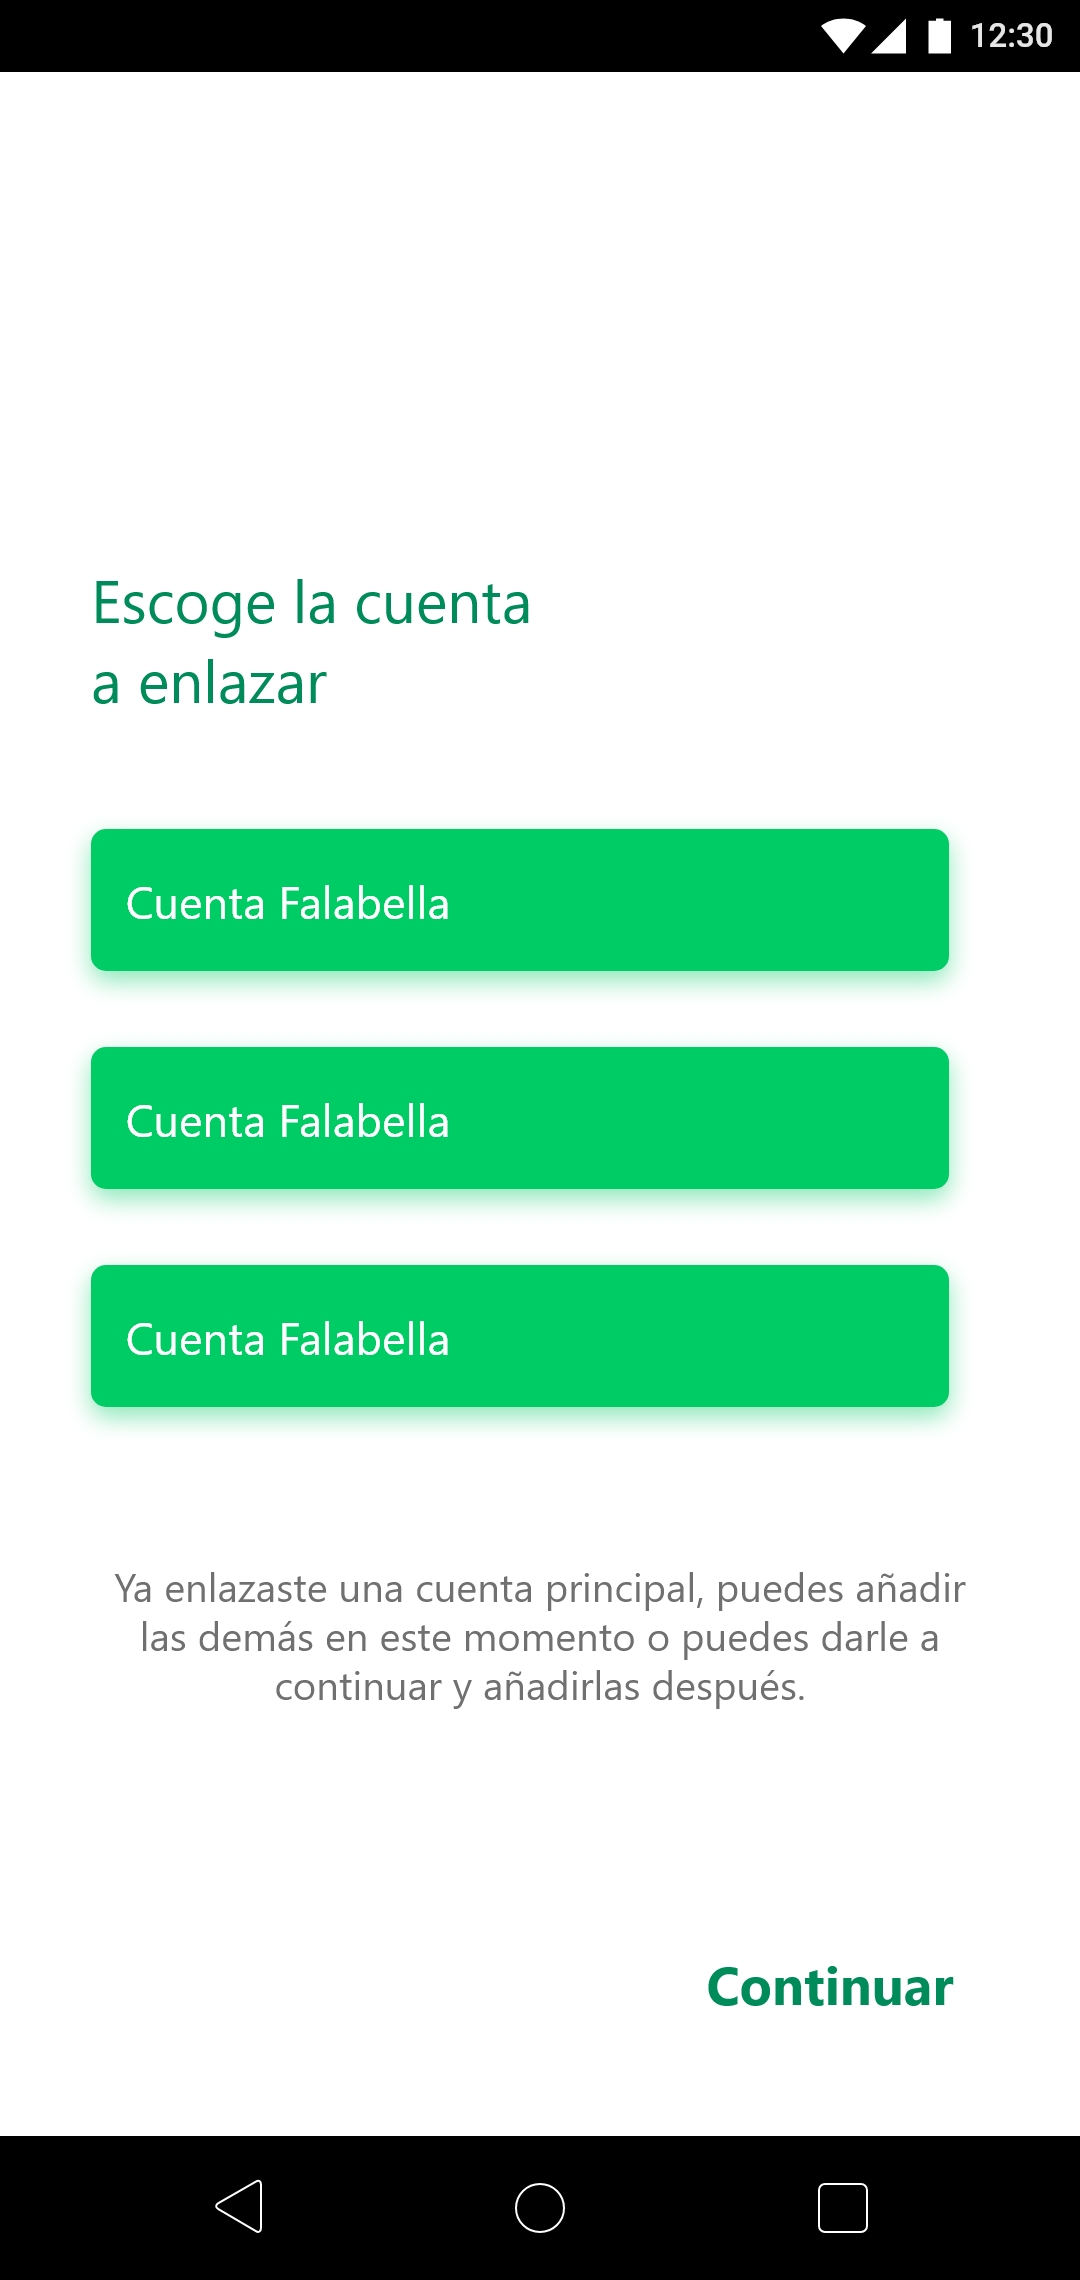 12:30
Escoge la cuenta
a enlazar
Cuenta Falabella
Cuenta Falabella
Cuenta Falabella
Ya enlazaste una cuenta principal, puedes añadir
las demás en este momento o puedes darle a
continuar y añadirlas después.
Continuar